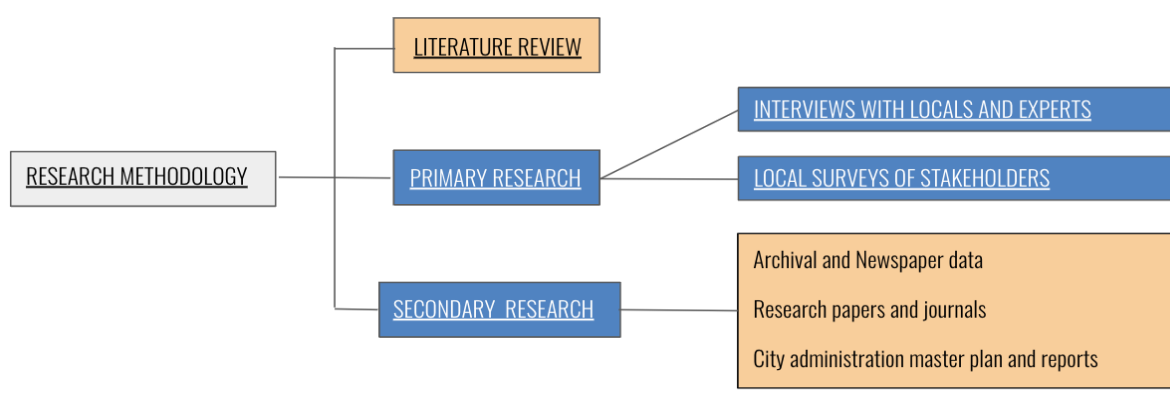 LITERATURE REVIEW
INTERVIEWS WITH LOCALS AND EXPERTS
RESEARCH METHODOLOGY
PRIMARY RESEARCH
LOCAL SURVEYS OF STAKEHOLDERS
SECONDARY RESEARCH
Archival and Newspaper data
Research papers and journals
City administration master plan and reports